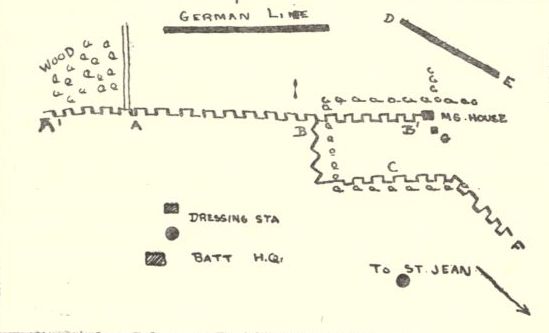 GERMAN LINE
D
WOOD
E
A'
A
B
B'
M.G. HOUSE
G
C
F
DRESSING STA
BATT H.Q.
TO ST. JEAN